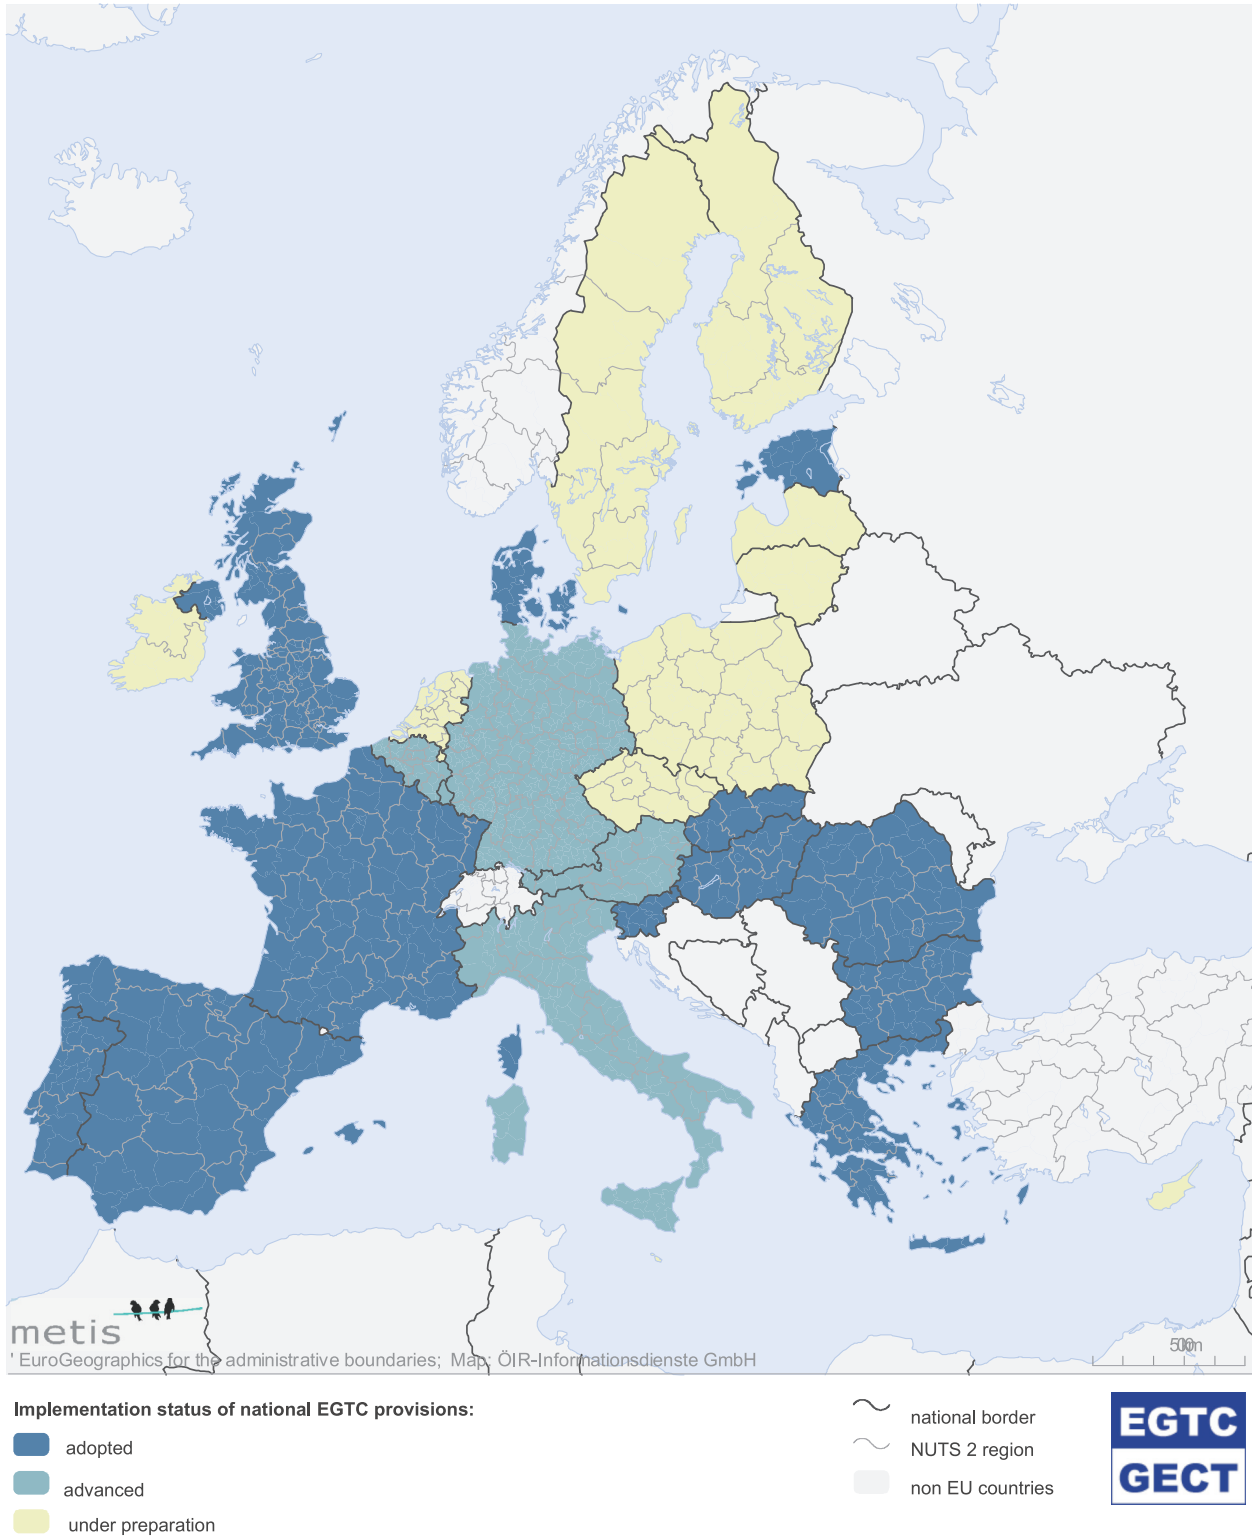 metis
' EuroGeographics for the administrative boundaries; Map: ÖIR-Informationsdienste GmbH
Implementation status of national EGTC provisions:
adopted
advanced
under preparation
national border
NUTS 2 region
non EU countries
EGTC
GECT